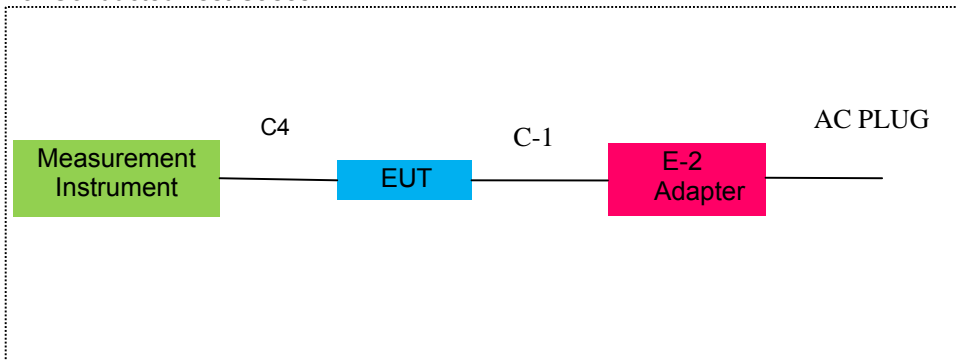 C4
C-1
AC PLUG
Measurement
Instrument
EUT
E-2
Adapter